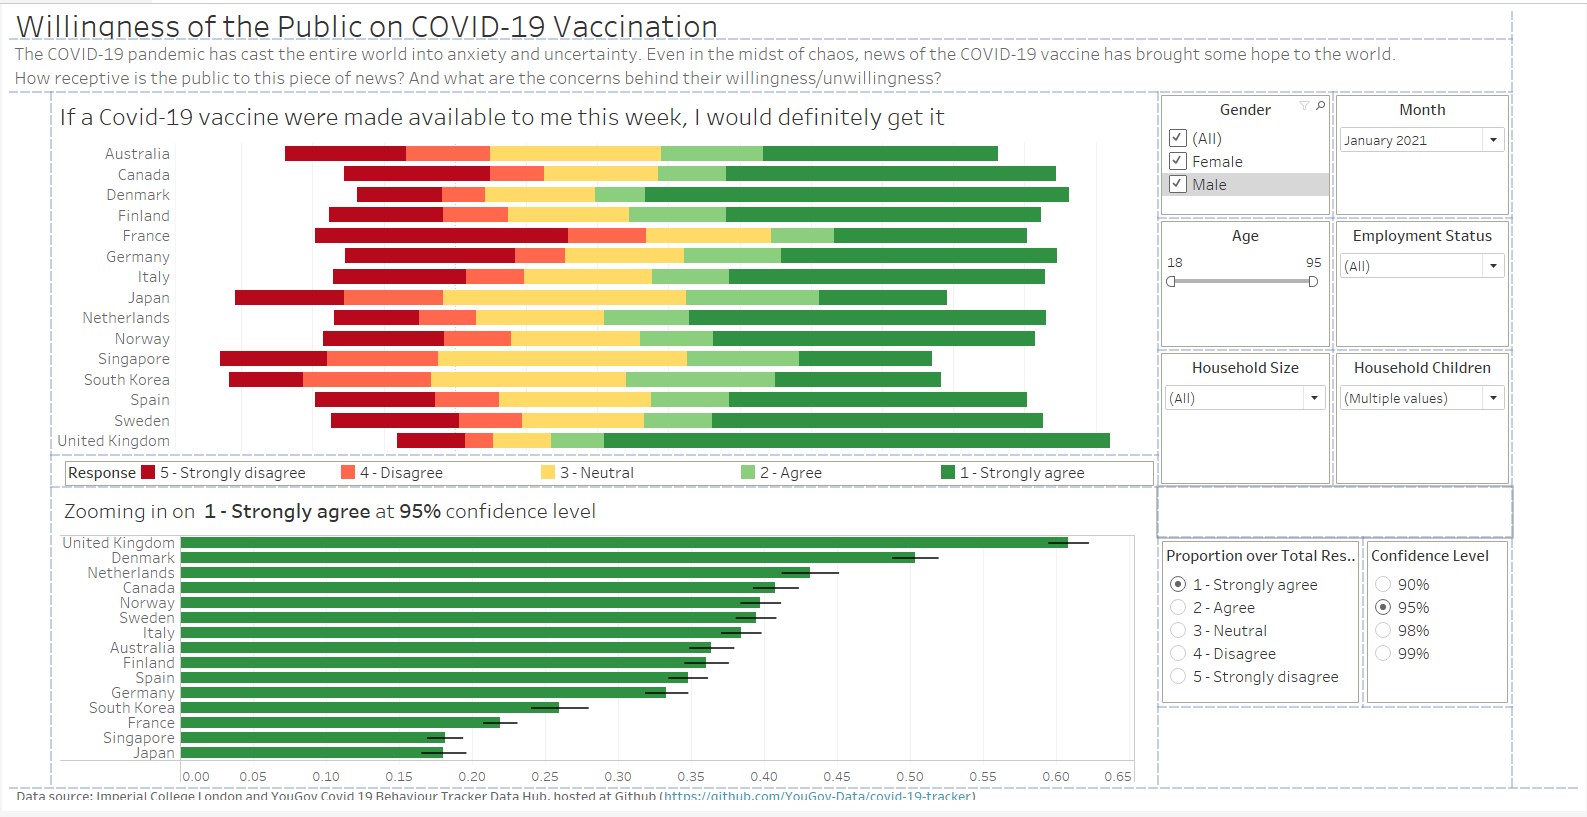 Willingness of the Public on COVID-19 Vaccination
The COVID-19 pandemic has cast the entire world into anxiety and uncertainty. Even in the midst of chaos, news of the COVID-19 vaccine has brought some hope to the world.
How receptive is the public to this piece of news? And what are the concerns behind their willingness/unwillingness?
If a Covid-19 vaccine were made available to me this week, I would definitely get it
Australia
Canada
Denmark
Finland
France
Germany
Italy
Japan
Netherlands
Norway
Singapore
South Korea
Spain
Sweden
United Kingdom
Response 5 - Strongly disagree 4 - Disagree 3 - Neutral 2 - Agree 1 - Strongly agree
Zooming in on 1 - Strongly agree at 95% confidence level
United Kingdom
Denmark
Netherlands
Canada
Norway
Sweden
Italy
Australia
Finland
Spain
Germany
South Korea
France
Singapore
Japan
0.00 0.05 0.10 0.15 0.20 0.25 0.30 0.35 0.40 0.45 0.50 0.55 0.60 0.65
Gender
(All)
Female
Male
Month
January 2021
Age
18 95
Employment Status
(All)
Household Size
(All)
Household Children
(Multiple values)
Proportion over Total Res..
1 - Strongly agree
2 - Agree
3 - Neutral
4 - Disagree
5 - Strongly disagree
Confidence Level
90%
95%
98%
99%
Data source: Imperial College London and YouGov Covid 19 Behaviour Tracker Data Hub, hosted at Github (https://github.com/YouGov-Data/covid-19-tracker)